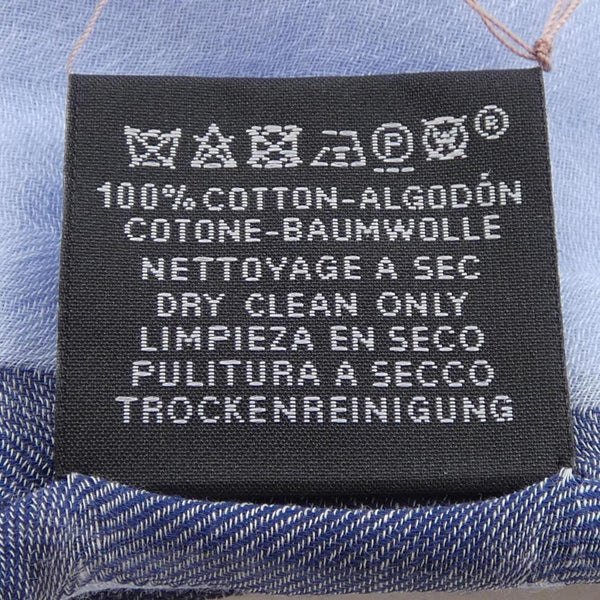 Ⓟ ®
100% COTTON-ALGODÓN
COTONE-BAUMWOLLE
NETTOYAGE A SEC
DRY CLEAN ONLY
LIMPIEZA EN SECO
PULITURA A SECCO
TROCKENREINIGUNG